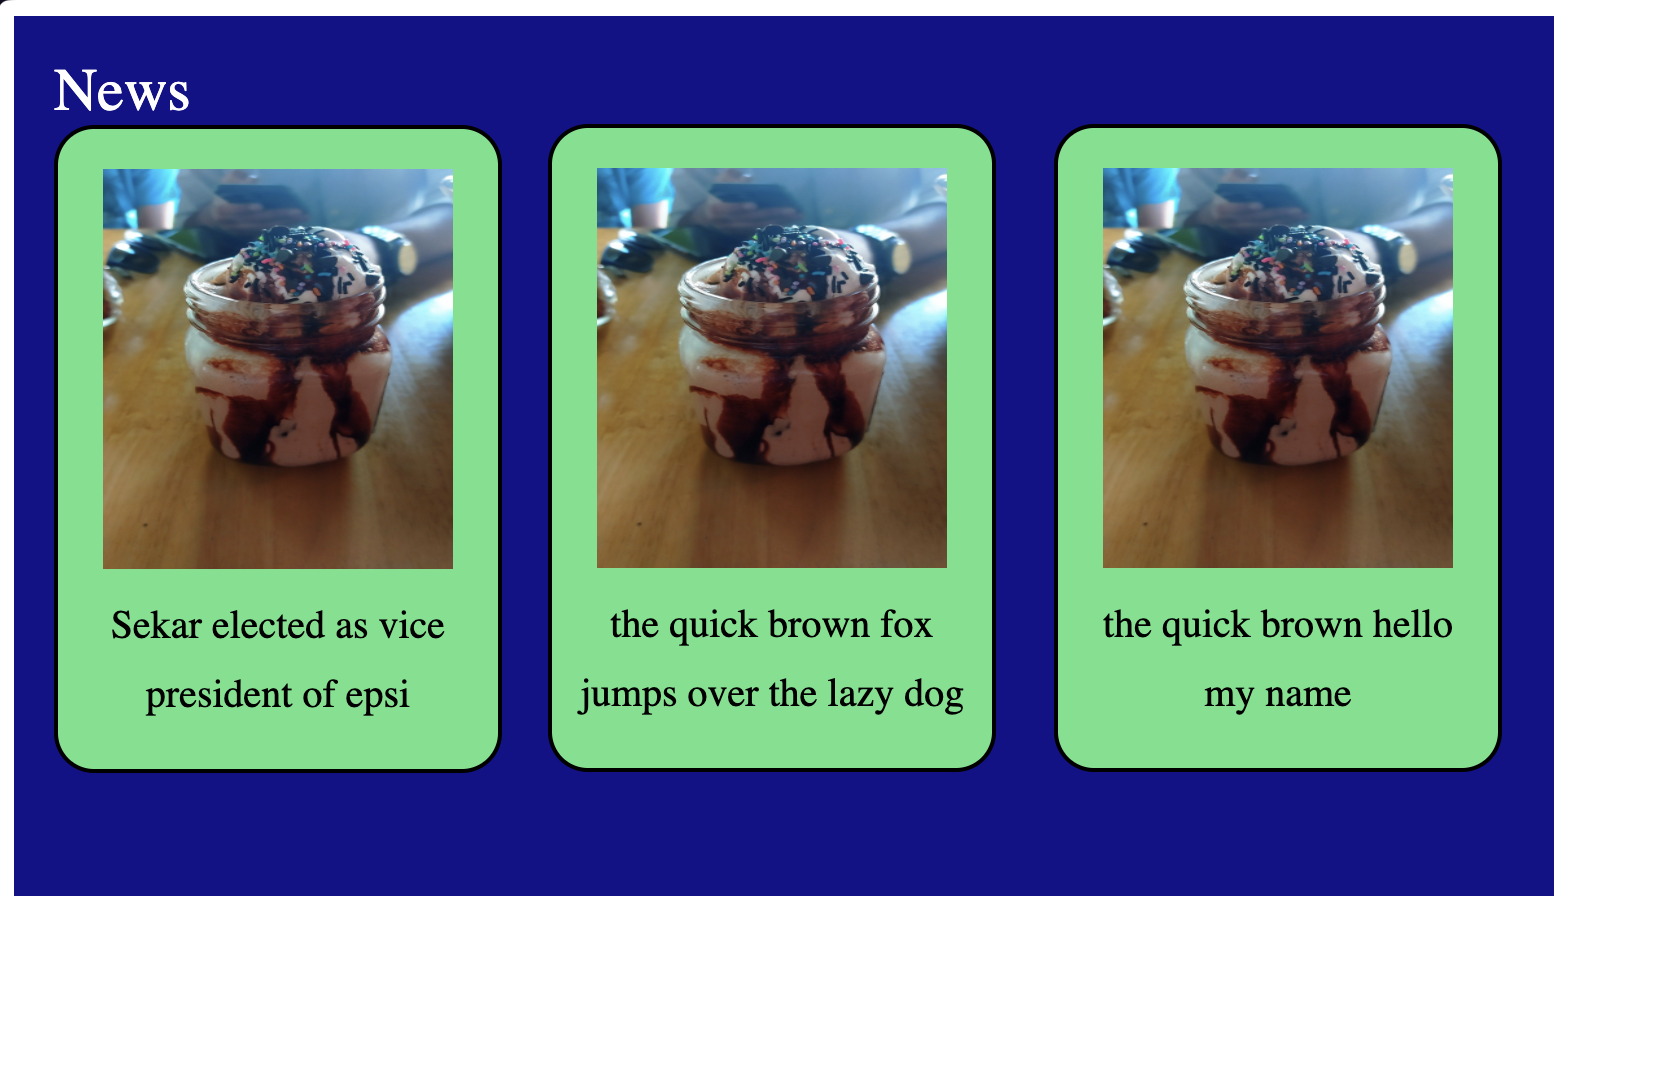 News
Sekar elected as vice
president of epsi
the quick brown fox
jumps over the lazy dog
the quick brown hello
my name